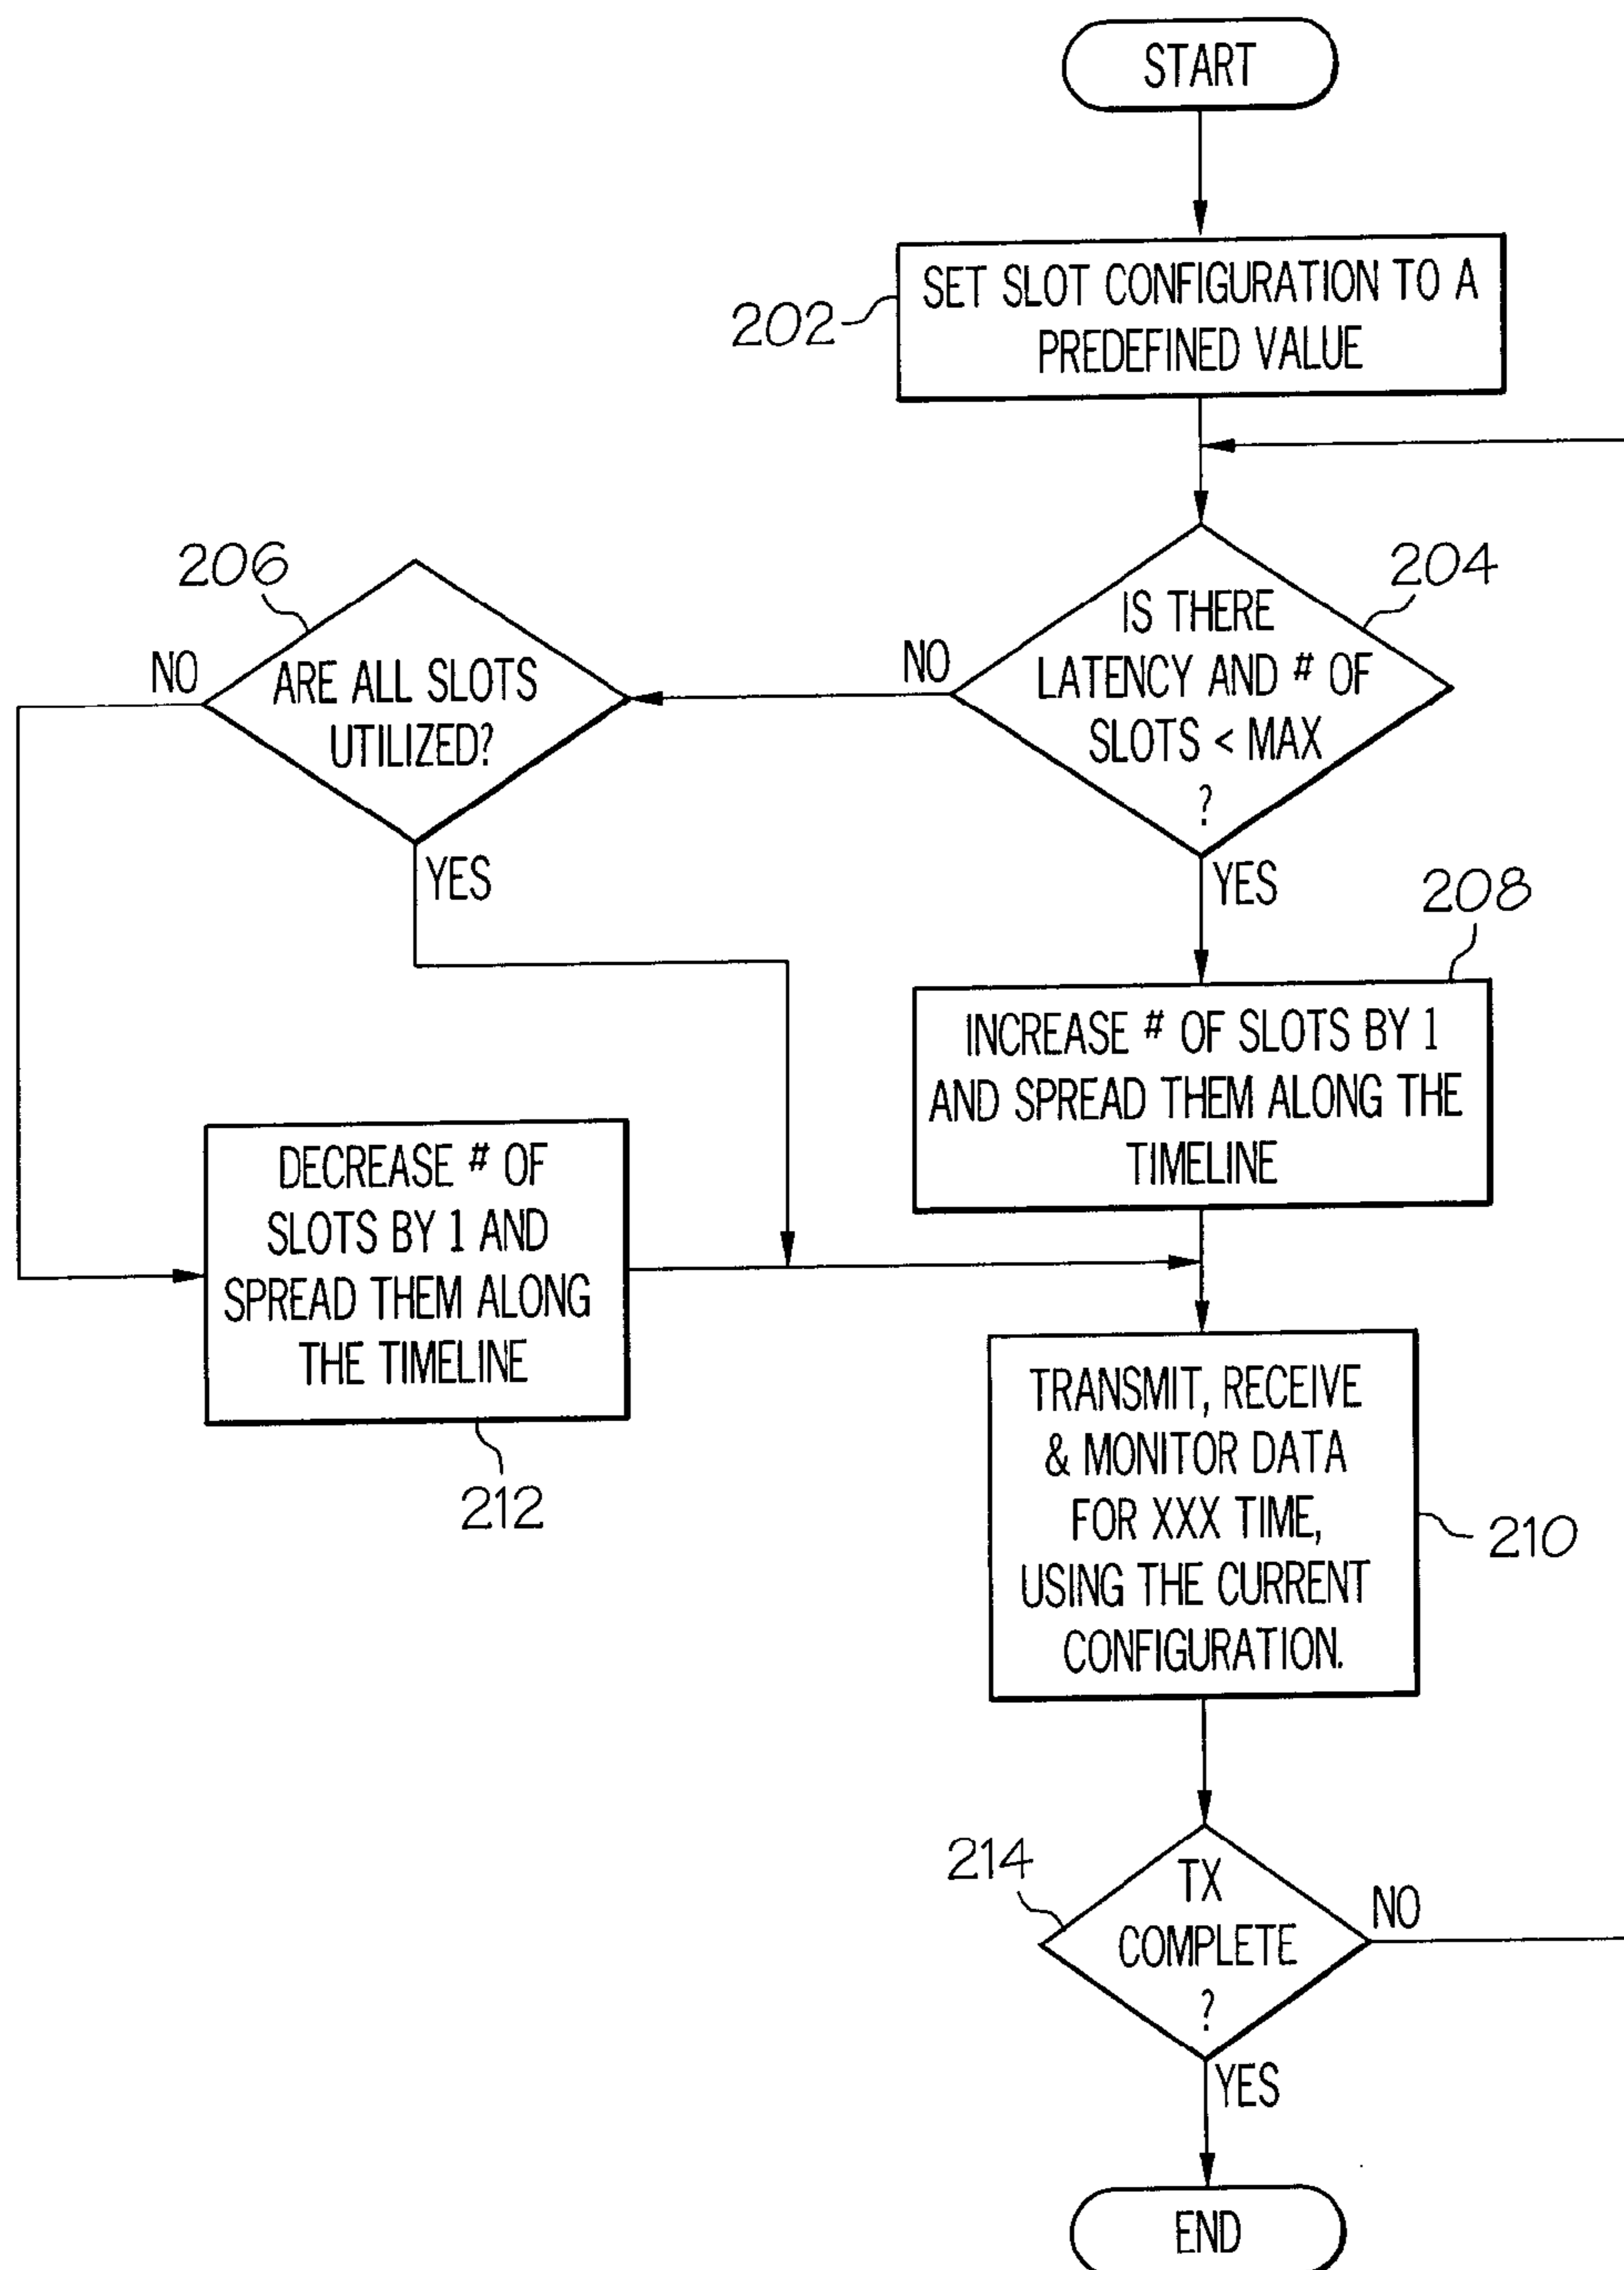 START
202
SET SLOT CONFIGURATION TO A
PREDEFINED VALUE
206
204
NO
ARE ALL SLOTS
UTILIZED?
YES
NO
IS THERE
LATENCY AND # OF
SLOTS < MAX
?
YES
208
INCREASE # OF SLOTS BY 1
AND SPREAD THEM ALONG THE
TIMELINE
DECREASE # OF
SLOTS BY 1 AND
SPREAD THEM ALONG
THE TIMELINE
212
TRANSMIT, RECEIVE
& MONITOR DATA
FOR XXX TIME,
USING THE CURRENT
CONFIGURATION.
210
214
TX
COMPLETE
?
NO
YES
END